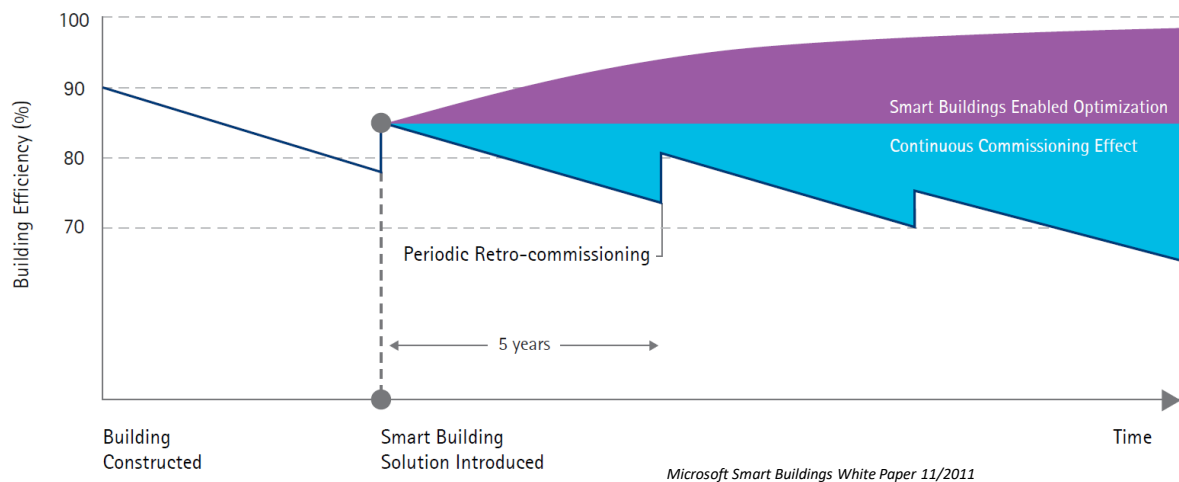 100
90
80
70
Building Efficiency (%)
Smart Buildings Enabled Optimization
Continuous Commissioning Effect
Periodic Retro-commissioning
5 years
Building
Constructed
Smart Building
Solution Introduced
Time
Microsoft Smart Buildings White Paper 11/2011